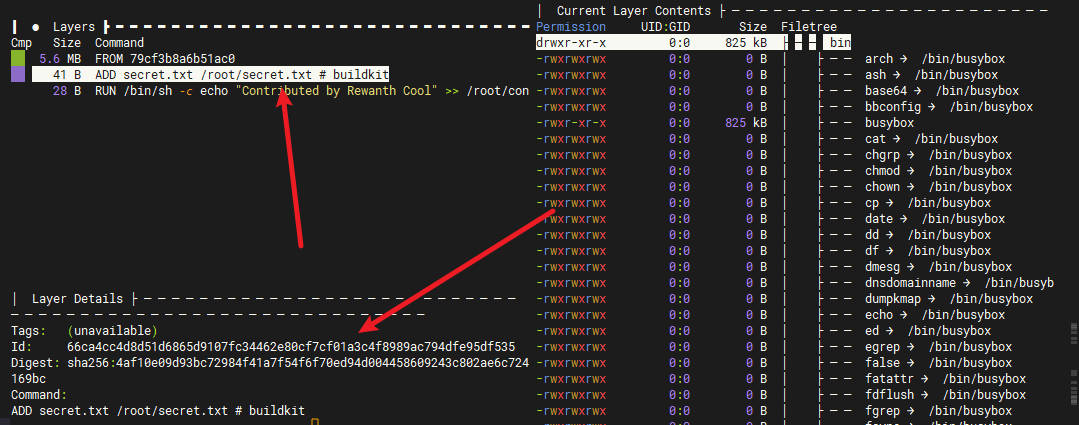 ● Layers
Cmp Size Command
5.6 MB FROM 79cf3b8a6b51ac0
41 B ADD secret.txt /root/secret.txt # buildkit
28 B RUN /bin/sh -c echo "Contributed by Rewanth Cool" >> /root/con
Layer Details
Tags: (unavailable)
Id: 66ca4cc4d8d51d6865d9107fc34462e80cf7cf01a3c4f8989ac794dfe95df535
Digest: sha256:4af10e09d93bc72984f41a7f54f6f70ed94d004458609243c802ae6c724
169bc
Command:
ADD secret.txt /root/secret.txt # buildkit
Current Layer Contents
Permission UID:GID Size Filetree
drwxr-xr-x 0:0 825 kB ├── bin
-rwxrwxrwx 0:0 0 B │ ├── arch → /bin/busybox
-rwxrwxrwx 0:0 0 B │ ├── ash → /bin/busybox
-rwxrwxrwx 0:0 0 B │ ├── base64 → /bin/busybox
-rwxrwxrwx 0:0 0 B │ ├── bbconfig → /bin/busybox
-rwxr-xr-x 0:0 825 kB │ ├── busybox
-rwxrwxrwx 0:0 0 B │ ├── cat → /bin/busybox
-rwxrwxrwx 0:0 0 B │ ├── chgrp → /bin/busybox
-rwxrwxrwx 0:0 0 B │ ├── chmod → /bin/busybox
-rwxrwxrwx 0:0 0 B │ ├── chown → /bin/busybox
-rwxrwxrwx 0:0 0 B │ ├── cp → /bin/busybox
-rwxrwxrwx 0:0 0 B │ ├── date → /bin/busybox
-rwxrwxrwx 0:0 0 B │ ├── dd → /bin/busybox
-rwxrwxrwx 0:0 0 B │ ├── df → /bin/busybox
-rwxrwxrwx 0:0 0 B │ ├── dmesg → /bin/busybox
-rwxrwxrwx 0:0 0 B │ ├── dnsdomainname → /bin/busyb
-rwxrwxrwx 0:0 0 B │ ├── dumpkmap → /bin/busybox
-rwxrwxrwx 0:0 0 B │ ├── echo → /bin/busybox
-rwxrwxrwx 0:0 0 B │ ├── ed → /bin/busybox
-rwxrwxrwx 0:0 0 B │ ├── egrep → /bin/busybox
-rwxrwxrwx 0:0 0 B │ ├── false → /bin/busybox
-rwxrwxrwx 0:0 0 B │ ├── fatattr → /bin/busybox
-rwxrwxrwx 0:0 0 B │ ├── fdflush → /bin/busybox
-rwxrwxrwx 0:0 0 B │ ├── fgrep → /bin/busybox